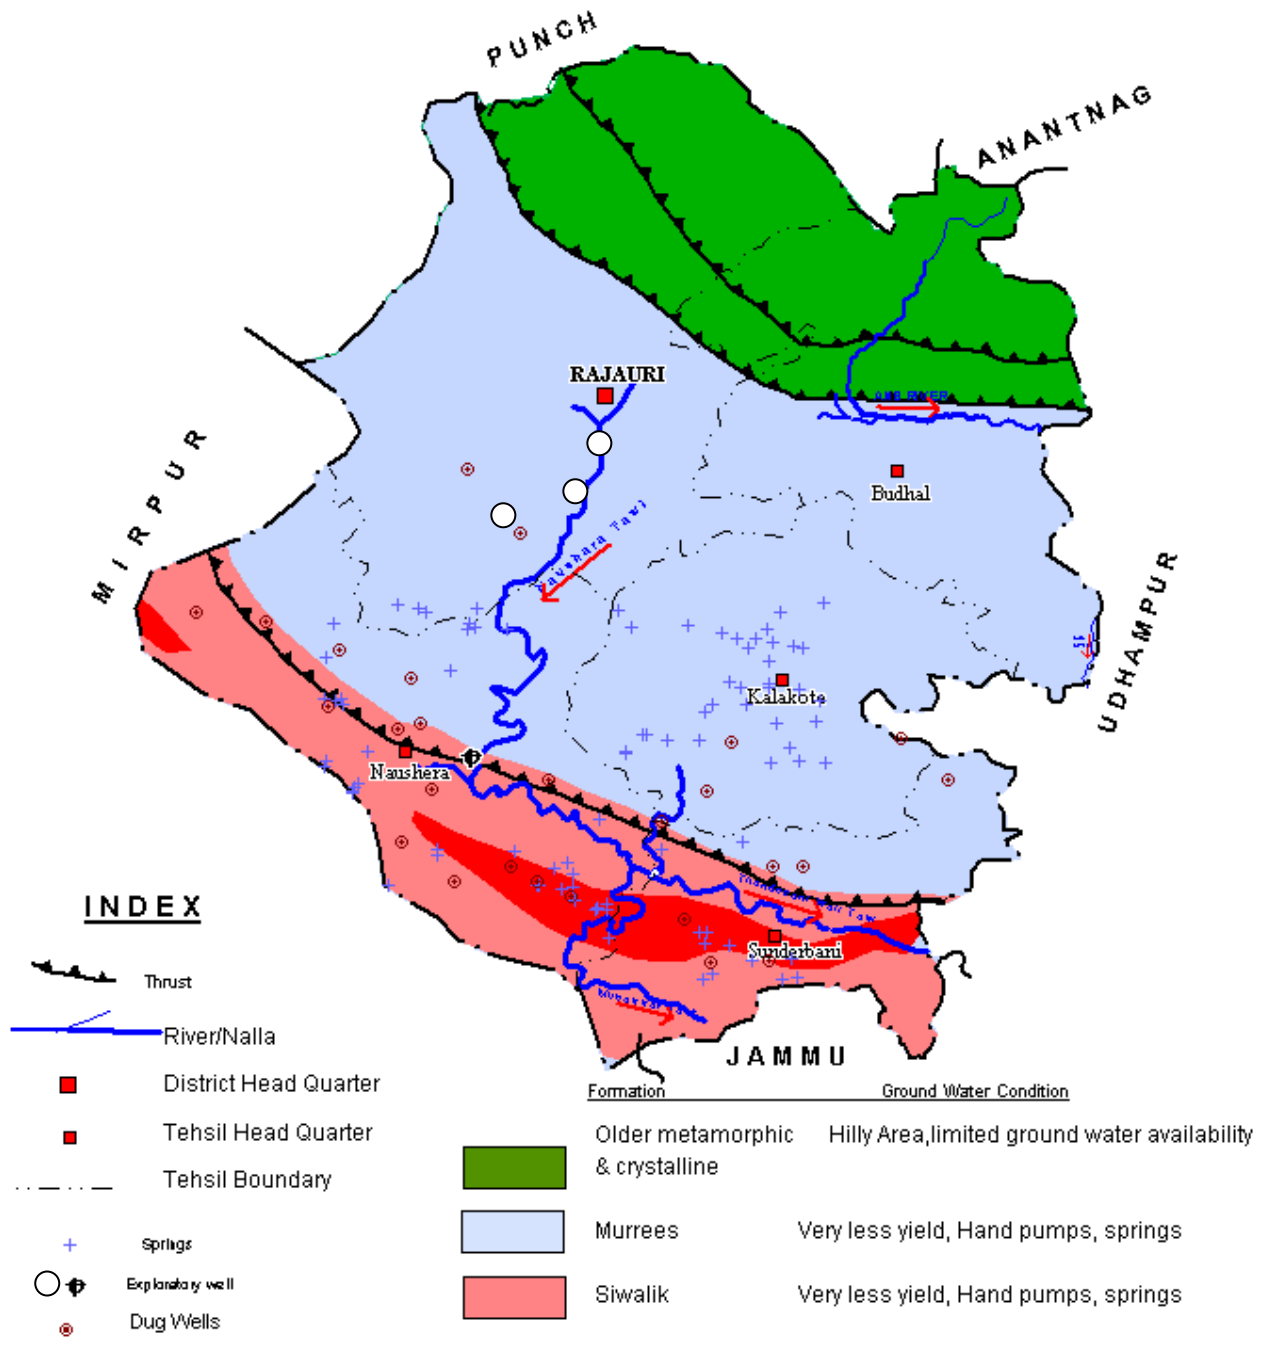 PUNCH
ANANTNAG
RAJAURI
MIRPUR
Budhal
UDHAMPUR
Kalakote
Naushera
Sunderbani
JAMMU
INDEX
Thrust
River/Nalla
District Head Quarter
Tehsil Head Quarter
Tehsil Boundary
Springs
Exploratory well
Dug Wells
Formation Ground Water Condition
Older metamorphic Hilly Area,limited ground water availability
& crystalline
Murrees Very less yield, Hand pumps, springs
Siwalik Very less yield, Hand pumps, springs